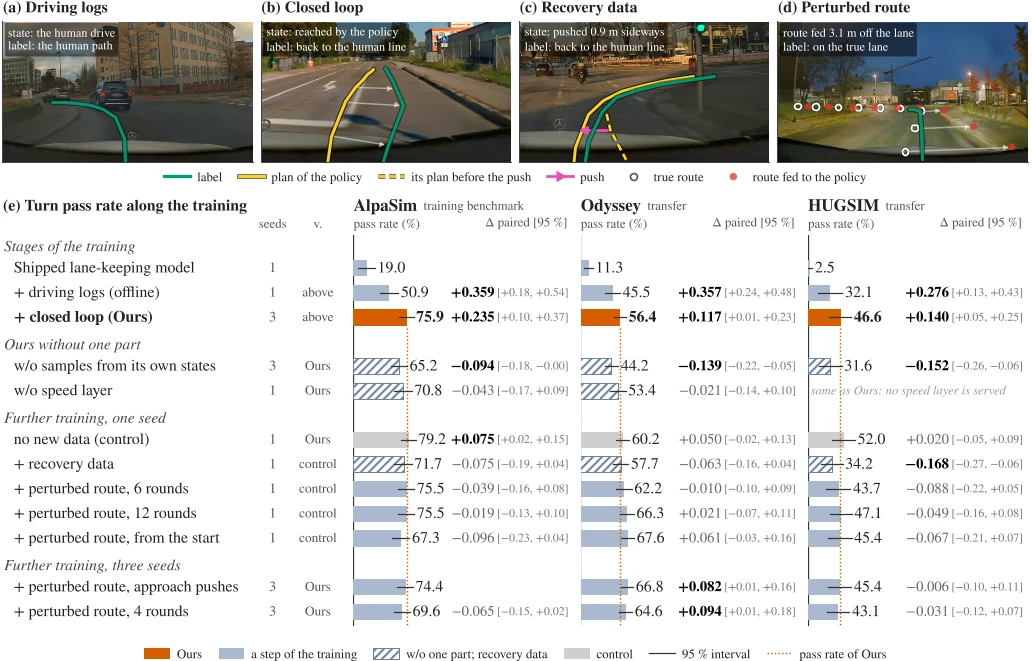 (a) Driving logs
state: the human drive
label: the human path
(b) Closed loop
state: reached by the policy
label: back to the human line
(c) Recovery data
state: pushed 0.9 m sideways
label: back to the human line
(d) Perturbed route
route fed 3.1 m off the lane
label: on the true lane
label plan of the policy its plan before the push push true route route fed to the policy
(e) Turn pass rate along the training AlpaSim training benchmark Odyssey transfer HUGSIM transfer
seeds v. pass rate (%) Δ paired [95 %] pass rate (%) Δ paired [95 %] pass rate (%) Δ paired [95 %]
Stages of the training
Shipped lane-keeping model 1 19.0 11.3 2.5
+ driving logs (offline) 1 above 50.9 +0.359 [+0.18, +0.54] 45.5 +0.357 [+0.24, +0.48] 32.1 +0.276 [+0.13, +0.43]
+ closed loop (Ours) 3 above 75.9 +0.235 [+0.10, +0.37] 56.4 +0.117 [+0.01, +0.23] 46.6 +0.140 [+0.05, +0.25]
Ours without one part
w/o samples from its own states 3 Ours 65.2 −0.094 [−0.18, −0.00] 44.2 −0.139 [−0.22, −0.05] 31.6 −0.152 [−0.26, −0.06]
w/o speed layer 1 Ours 70.8 −0.043 [−0.17, +0.09] 53.4 −0.021 [−0.14, +0.10] same as Ours: no speed layer is served
Further training, one seed
no new data (control) 1 Ours 79.2 +0.075 [+0.02, +0.15] 60.2 +0.050 [−0.02, +0.13] 52.0 +0.020 [−0.05, +0.09]
+ recovery data 1 control 71.7 −0.075 [−0.19, +0.04] 57.7 −0.063 [−0.16, +0.04] 34.2 −0.168 [−0.27, −0.06]
+ perturbed route, 6 rounds 1 control 75.5 −0.039 [−0.16, +0.08] 62.2 −0.010 [−0.10, +0.09] 43.7 −0.088 [−0.22, +0.05]
+ perturbed route, 12 rounds 1 control 75.5 −0.019 [−0.13, +0.10] 66.3 +0.021 [−0.07, +0.11] 47.1 −0.049 [−0.16, +0.08]
+ perturbed route, from the start 1 control 67.3 −0.096 [−0.23, +0.04] 67.6 +0.061 [−0.03, +0.16] 45.4 −0.067 [−0.21, +0.07]
Further training, three seeds
+ perturbed route, approach pushes 3 Ours 74.4 66.8 +0.082 [+0.01, +0.16] 45.4 −0.006 [−0.10, +0.11]
+ perturbed route, 4 rounds 3 Ours 69.6 −0.065 [−0.15, +0.02] 64.6 +0.094 [+0.01, +0.18] 43.1 −0.031 [−0.12, +0.07]
Ours a step of the training w/o one part; recovery data control 95 % interval pass rate of Ours